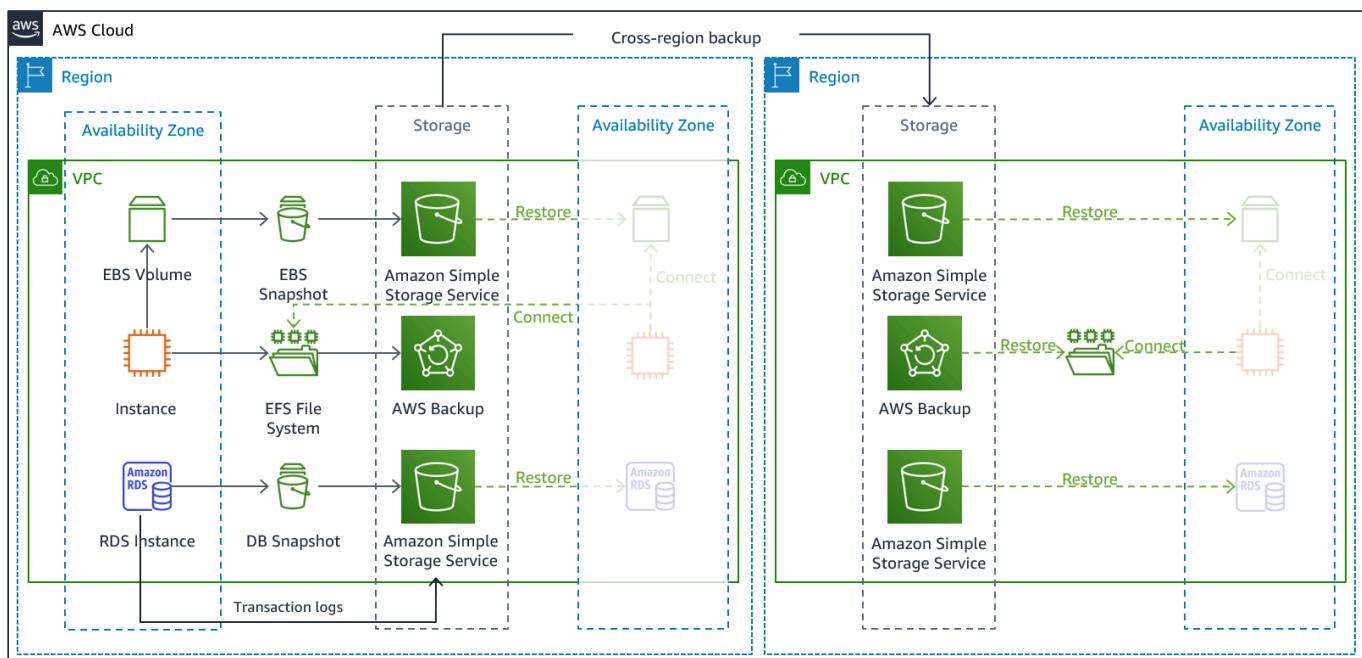 aws
AWS Cloud
Cross-region backup
Region
Availability Zone
Storage
Availability Zone
VPC
Restore
EBS Volume
EBS
Snapshot
Amazon Simple
Storage Service
Connect
Connect
Instance
EFS File
System
AWS Backup
Amazon
RDS
Restore
Amazon
RDS
RDS Instance
DB Snapshot
Amazon Simple
Storage Service
Transaction logs
Region
Storage
Availability Zone
VPC
Restore
Amazon Simple
Storage Service
Connect
Restore
Connect
AWS Backup
Restore
Amazon
RDS
Amazon Simple
Storage Service